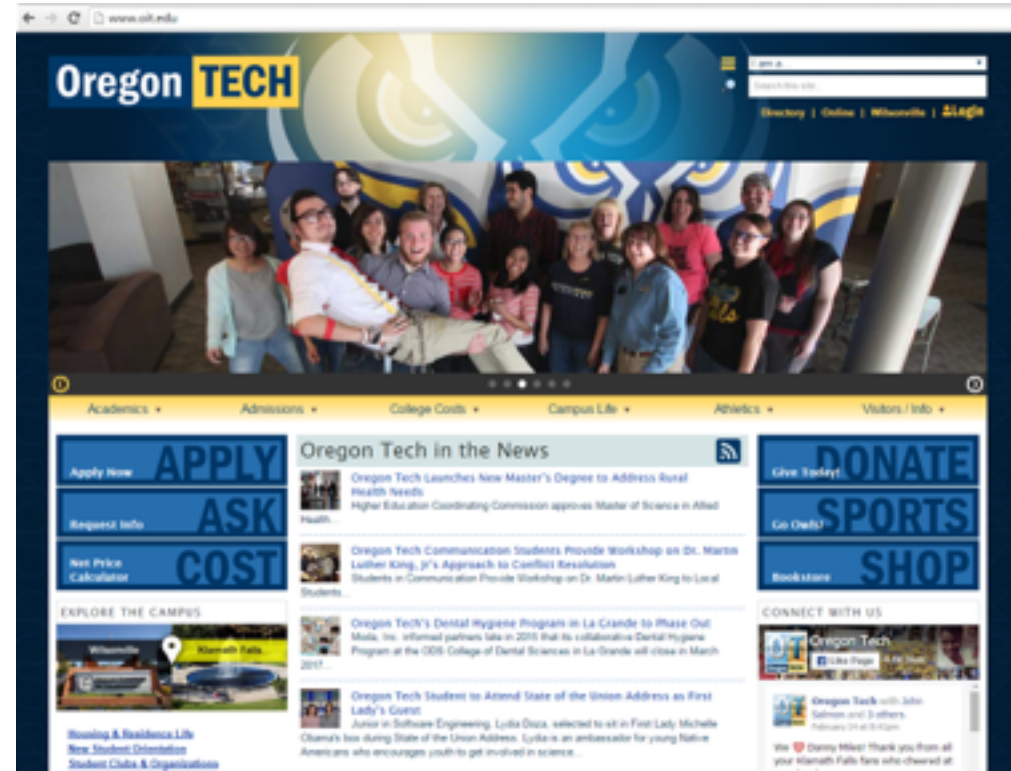 www.oit.edu
Oregon TECH
I am a...
Search this site...
Directory | Online | Wilsonville | Login
Academics
Admissions
College Costs
Campus Life
Athletics
Visitors / Info
Apply Now APPLY
Request Info ASK
Net Price
Calculator COST
EXPLORE THE CAMPUS
Wilsonville
Klamath Falls
Housing & Residence Life
New Student Orientation
Student Clubs & Organizations
Oregon Tech in the News
Oregon Tech Launches New Master's Degree to Address Rural
Health Needs
Higher Education Coordinating Commission approves Master of Science in Allied
Health...
Oregon Tech Communication Students Provide Workshop on Dr. Martin
Luther King, Jr's Approach to Conflict Resolution
Students in Communication Provide Workshop on Dr. Martin Luther King to Local
Students...
Oregon Tech's Dental Hygiene Program in La Grande to Phase Out
Moda, Inc. informed partners late in 2015 that its collaborative Dental Hygiene
Program at the ODS College of Dental Sciences in La Grande will close in March
2017...
Oregon Tech Student to Attend State of the Union Address as First
Lady's Guest
Junior in Software Engineering, Lydia Doza, selected to sit in First Lady Michelle
Obama's box during State of the Union Address. Lydia is an ambassador for young Native
Americans who encourages youth to get involved in science...
Give Today! DONATE
Go Owls! SPORTS
Bookstore SHOP
CONNECT WITH US
Oregon Tech
Like Page
Oregon Tech with John
Salmon and 3 others.
We Danny Miles! Thank you from all
your Klamath Falls fans who cheered at